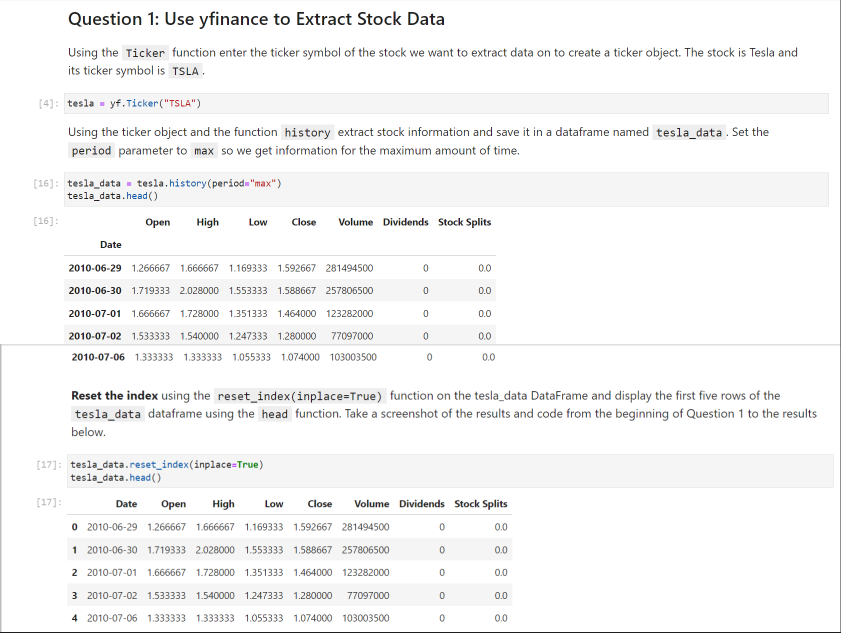 Question 1: Use yfinance to Extract Stock Data
Using the Ticker function enter the ticker symbol of the stock we want to extract data on to create a ticker object. The stock is Tesla and
its ticker symbol is TSLA .
[4]: tesla = yf.Ticker("TSLA")
Using the ticker object and the function history extract stock information and save it in a dataframe named tesla_data . Set the
period parameter to max so we get information for the maximum amount of time.
[16]: tesla_data = tesla.history(period="max")
tesla_data.head()
[16]: Open High Low Close Volume Dividends Stock Splits
Date
2010-06-29 1.266667 1.666667 1.169333 1.592667 281494500 0 0.0
2010-06-30 1.719333 2.028000 1.553333 1.588667 257806500 0 0.0
2010-07-01 1.666667 1.728000 1.351333 1.464000 123282000 0 0.0
2010-07-02 1.533333 1.540000 1.247333 1.280000 77097000 0 0.0
2010-07-06 1.333333 1.333333 1.055333 1.074000 103003500 0 0.0
Reset the index using the reset_index(inplace=True) function on the tesla_data DataFrame and display the first five rows of the
tesla_data dataframe using the head function. Take a screenshot of the results and code from the beginning of Question 1 to the results
below.
[17]: tesla_data.reset_index(inplace=True)
tesla_data.head()
[17]: Date Open High Low Close Volume Dividends Stock Splits
0 2010-06-29 1.266667 1.666667 1.169333 1.592667 281494500 0 0.0
1 2010-06-30 1.719333 2.028000 1.553333 1.588667 257806500 0 0.0
2 2010-07-01 1.666667 1.728000 1.351333 1.464000 123282000 0 0.0
3 2010-07-02 1.533333 1.540000 1.247333 1.280000 77097000 0 0.0
4 2010-07-06 1.333333 1.333333 1.055333 1.074000 103003500 0 0.0